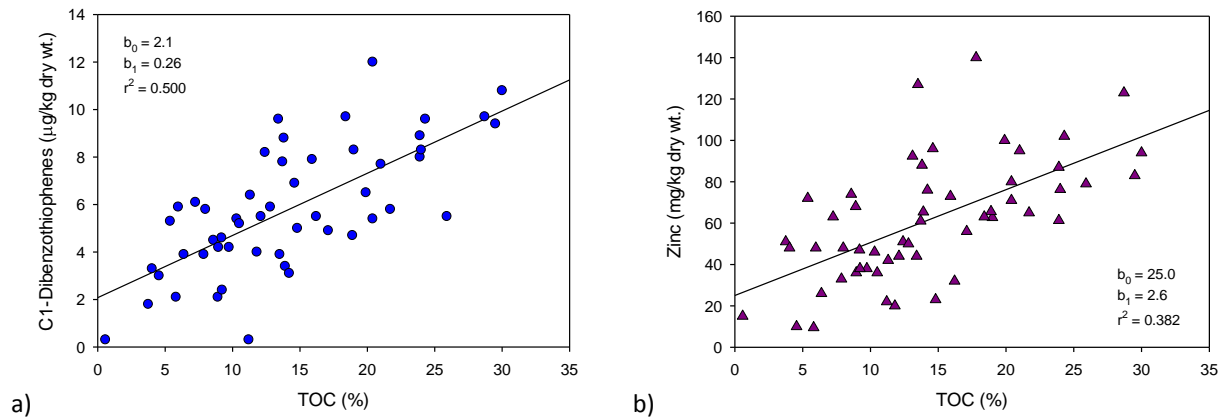 14
12
10
8
6
4
2
0
C1-Dibenzothiophenes (µg/kg dry wt.)
b₀ = 2.1
b₁ = 0.26
r² = 0.500
0 5 10 15 20 25 30 35
TOC (%)
a)
160
140
120
100
80
60
40
20
0
Zinc (mg/kg dry wt.)
b₀ = 25.0
b₁ = 2.6
r² = 0.382
0 5 10 15 20 25 30 35
TOC (%)
b)